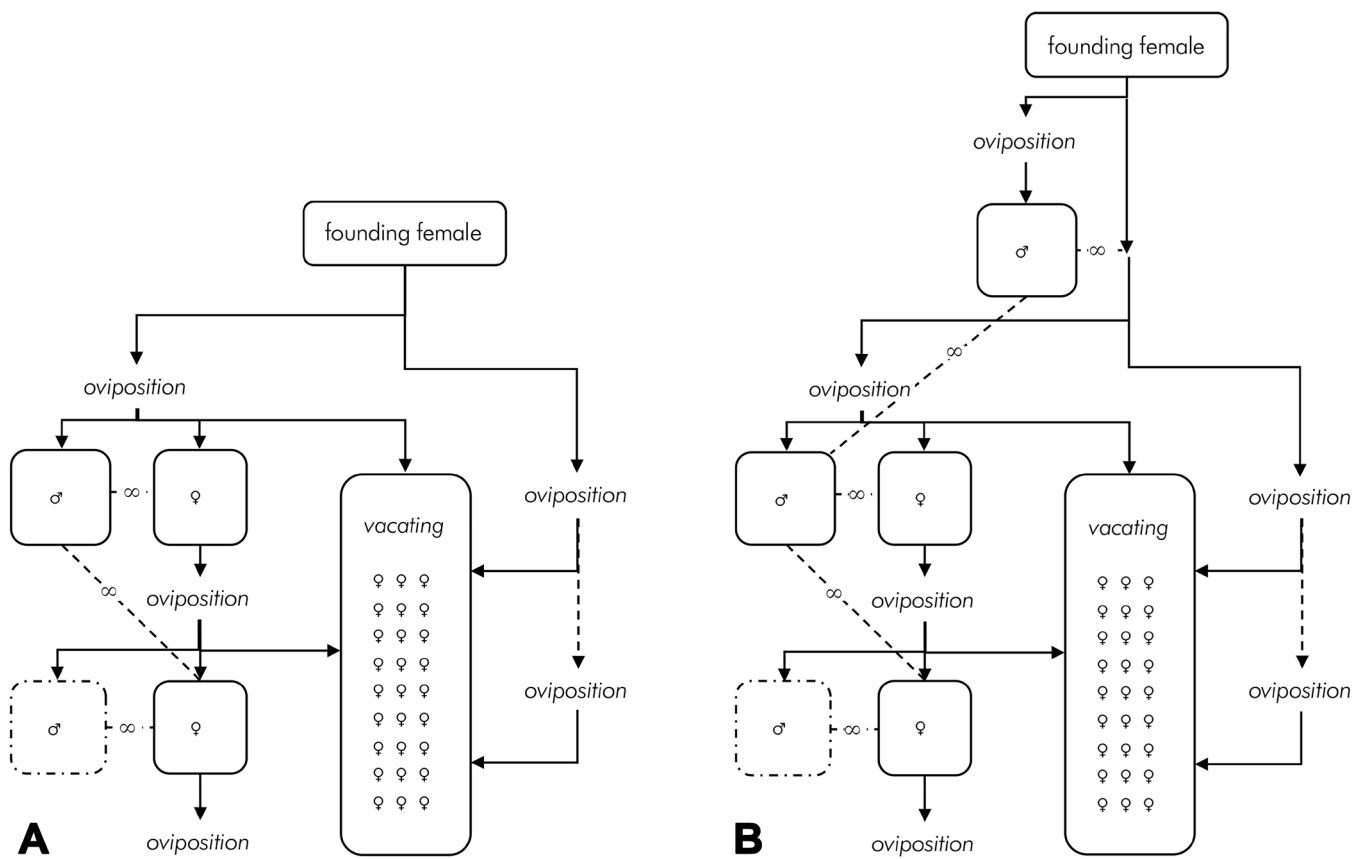 founding female
oviposition
♂ ∞ ♀
oviposition
∞
oviposition
♂ ∞ ♀
oviposition
vacating
♀ ♀ ♀
♀ ♀ ♀
♀ ♀ ♀
♀ ♀ ♀
♀ ♀ ♀
♀ ♀ ♀
♀ ♀ ♀
♀ ♀ ♀
♀ ♀ ♀
oviposition
A
founding female
oviposition
♂ ∞
∞
oviposition
♂ ∞ ♀
oviposition
∞
oviposition
♂ ∞ ♀
oviposition
vacating
♀ ♀ ♀
♀ ♀ ♀
♀ ♀ ♀
♀ ♀ ♀
♀ ♀ ♀
♀ ♀ ♀
♀ ♀ ♀
♀ ♀ ♀
♀ ♀ ♀
oviposition
B